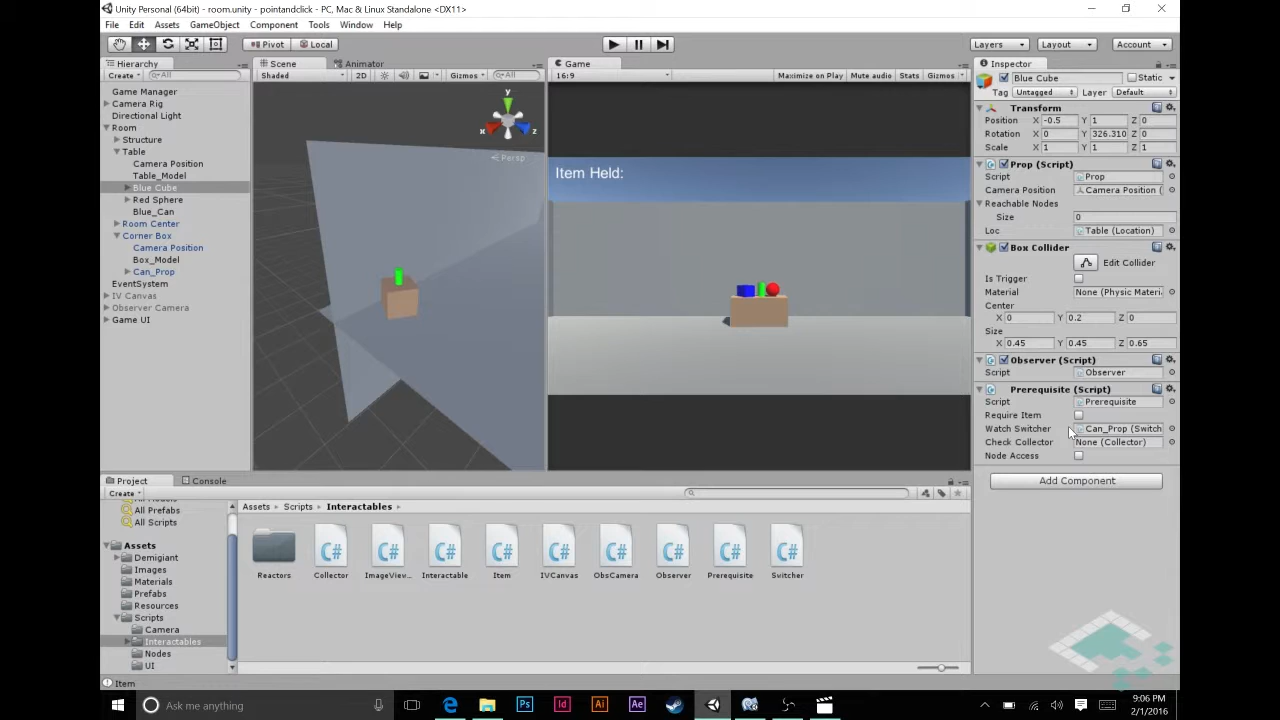 Unity Personal (64bit) - room.unity - pointandclick - PC, Mac & Linux Standalone <DX11>
File Edit Assets GameObject Component Tools Window Help
Pivot Local Layers Layout Account
Hierarchy
Create All
Game Manager
Camera Rig
Directional Light
Room
Structure
Table
Camera Position
Table_Model
Blue Cube
Red Sphere
Blue_Can
Room Center
Corner Box
Camera Position
Box_Model
Can_Prop
EventSystem
IV Canvas
Observer Camera
Game UI
Scene Animator
Shaded 2D Gizmos All
y
x z
Persp
Game
16:9 Maximize on Play Mute audio Stats Gizmos
Item Held:
Inspector
Blue Cube Static
Tag Untagged Layer Default
Transform
Position X -0.5 Y 1 Z 0
Rotation X 0 Y 326.310 Z 0
Scale X 1 Y 1 Z 1
Prop (Script)
Script Prop
Camera Position Camera Position (
Reachable Nodes
Size 0
Loc Table (Location)
Box Collider
Edit Collider
Is Trigger
Material None (Physic Materi
Center
X 0 Y 0.2 Z 0
Size
X 0.45 Y 0.45 Z 0.65
Observer (Script)
Script Observer
Prerequisite (Script)
Script Prerequisite
Require Item
Watch Switcher Can_Prop (Switch
Check Collector None (Collector)
Node Access
Add Component
Project Console
Create
All Prefabs
All Scripts
Assets
Demigiant
Images
Materials
Prefabs
Resources
Scripts
Camera
Interactables
Nodes
UI
Assets Scripts Interactables
C# C# C# C# C# C# C# C# C#
Reactors Collector ImageView... Interactable Item IVCanvas ObsCamera Observer Prerequisite Switcher
Item
Ask me anything
Ps Id Ai Ae
9:06 PM
2/1/2016